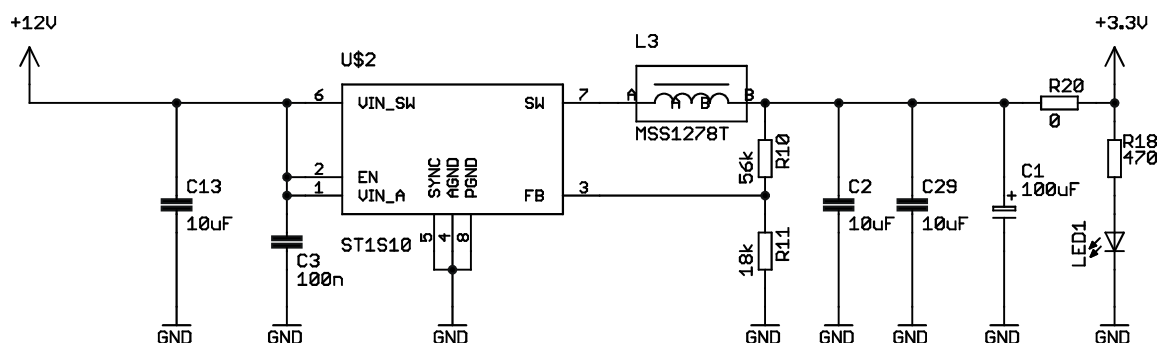 +12V
+3.3V
L3
U$2
R20
6
VIN_SW
SW
7
A
A
B
B
0
MSS1278T
R18
470
56k
R10
2
EN
1
VIN_A
SYNC
AGND
PGND
FB
3
C13
10uF
C2
10uF
C29
10uF
C1
+
100uF
ST1S10
5
4
8
C3
100n
18k
R11
LED1
GND
GND
GND
GND
GND
GND
GND
GND